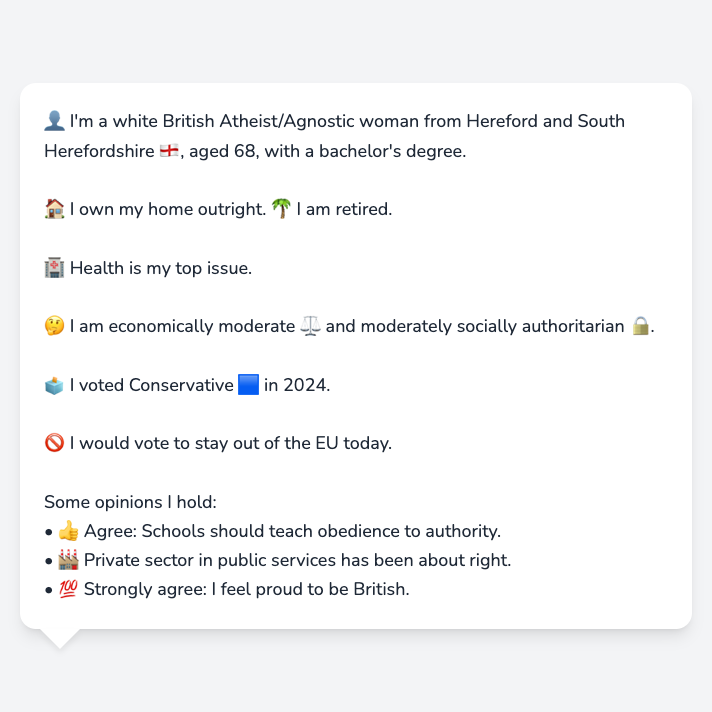 👤 I'm a white British Atheist/Agnostic woman from Hereford and South
Herefordshire 🏴󠁧󠁢󠁥󠁮󠁧󠁿, aged 68, with a bachelor's degree.
🏠 I own my home outright. 🌴 I am retired.
🏥 Health is my top issue.
🤔 I am economically moderate ⚖️ and moderately socially authoritarian 🔒.
🗳️ I voted Conservative 🟦 in 2024.
🚫 I would vote to stay out of the EU today.
Some opinions I hold:
• 👍 Agree: Schools should teach obedience to authority.
• 🏭 Private sector in public services has been about right.
• 💯 Strongly agree: I feel proud to be British.